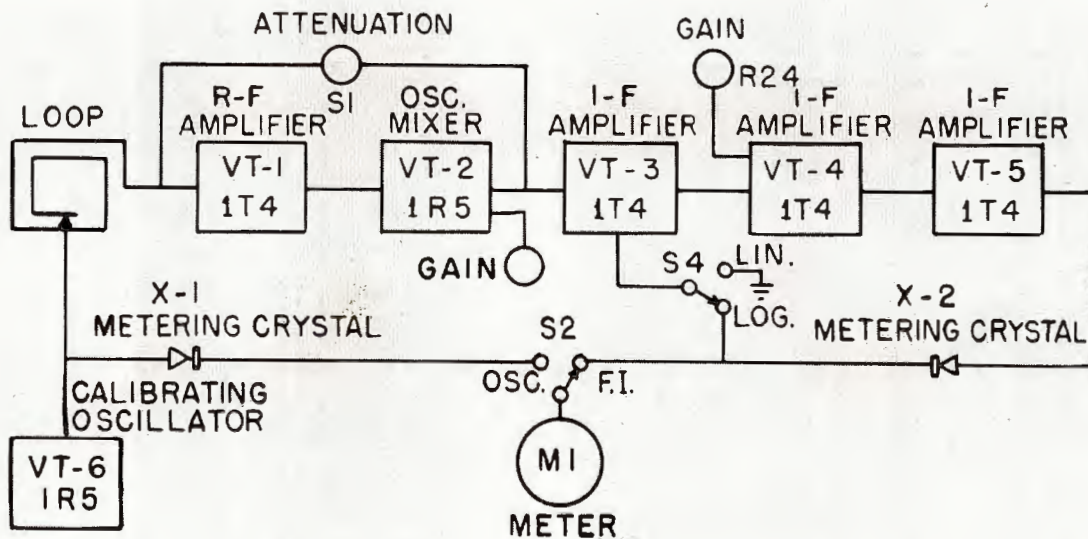 ATTENUATION
S1
GAIN
R24
LOOP
R-F
AMPLIFIER
VT-1
1T4
OSC.
MIXER
VT-2
1R5
GAIN
I-F
AMPLIFIER
VT-3
1T4
I-F
AMPLIFIER
VT-4
1T4
I-F
AMPLIFIER
VT-5
1T4
S4
LIN.
LOG.
X-1
METERING CRYSTAL
S2
OSC.
F.I.
X-2
METERING CRYSTAL
CALIBRATING
OSCILLATOR
VT-6
1R5
M1
METER